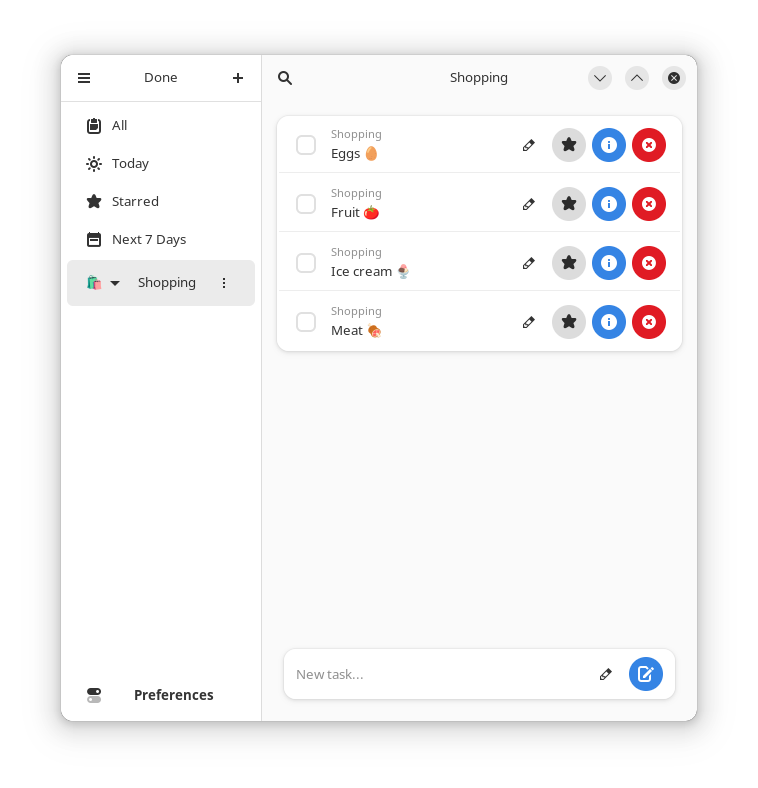 Done
Shopping
All
Today
Starred
Next 7 Days
🛍️ Shopping
Shopping
Eggs 🥚
Shopping
Fruit 🍅
Shopping
Ice cream 🍨
Shopping
Meat 🍖
New task...
Preferences